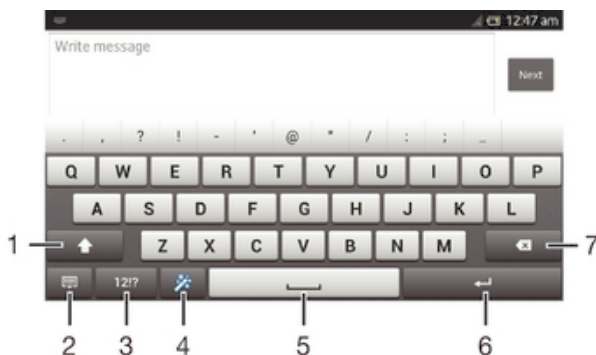 12:47 am
Write message
Next
. , ? ! - ' @ " / : ; _
Q W E R T Y U I O P
A S D F G H J K L
1 Z X C V B N M 7
12!?
2 3 4 5 6